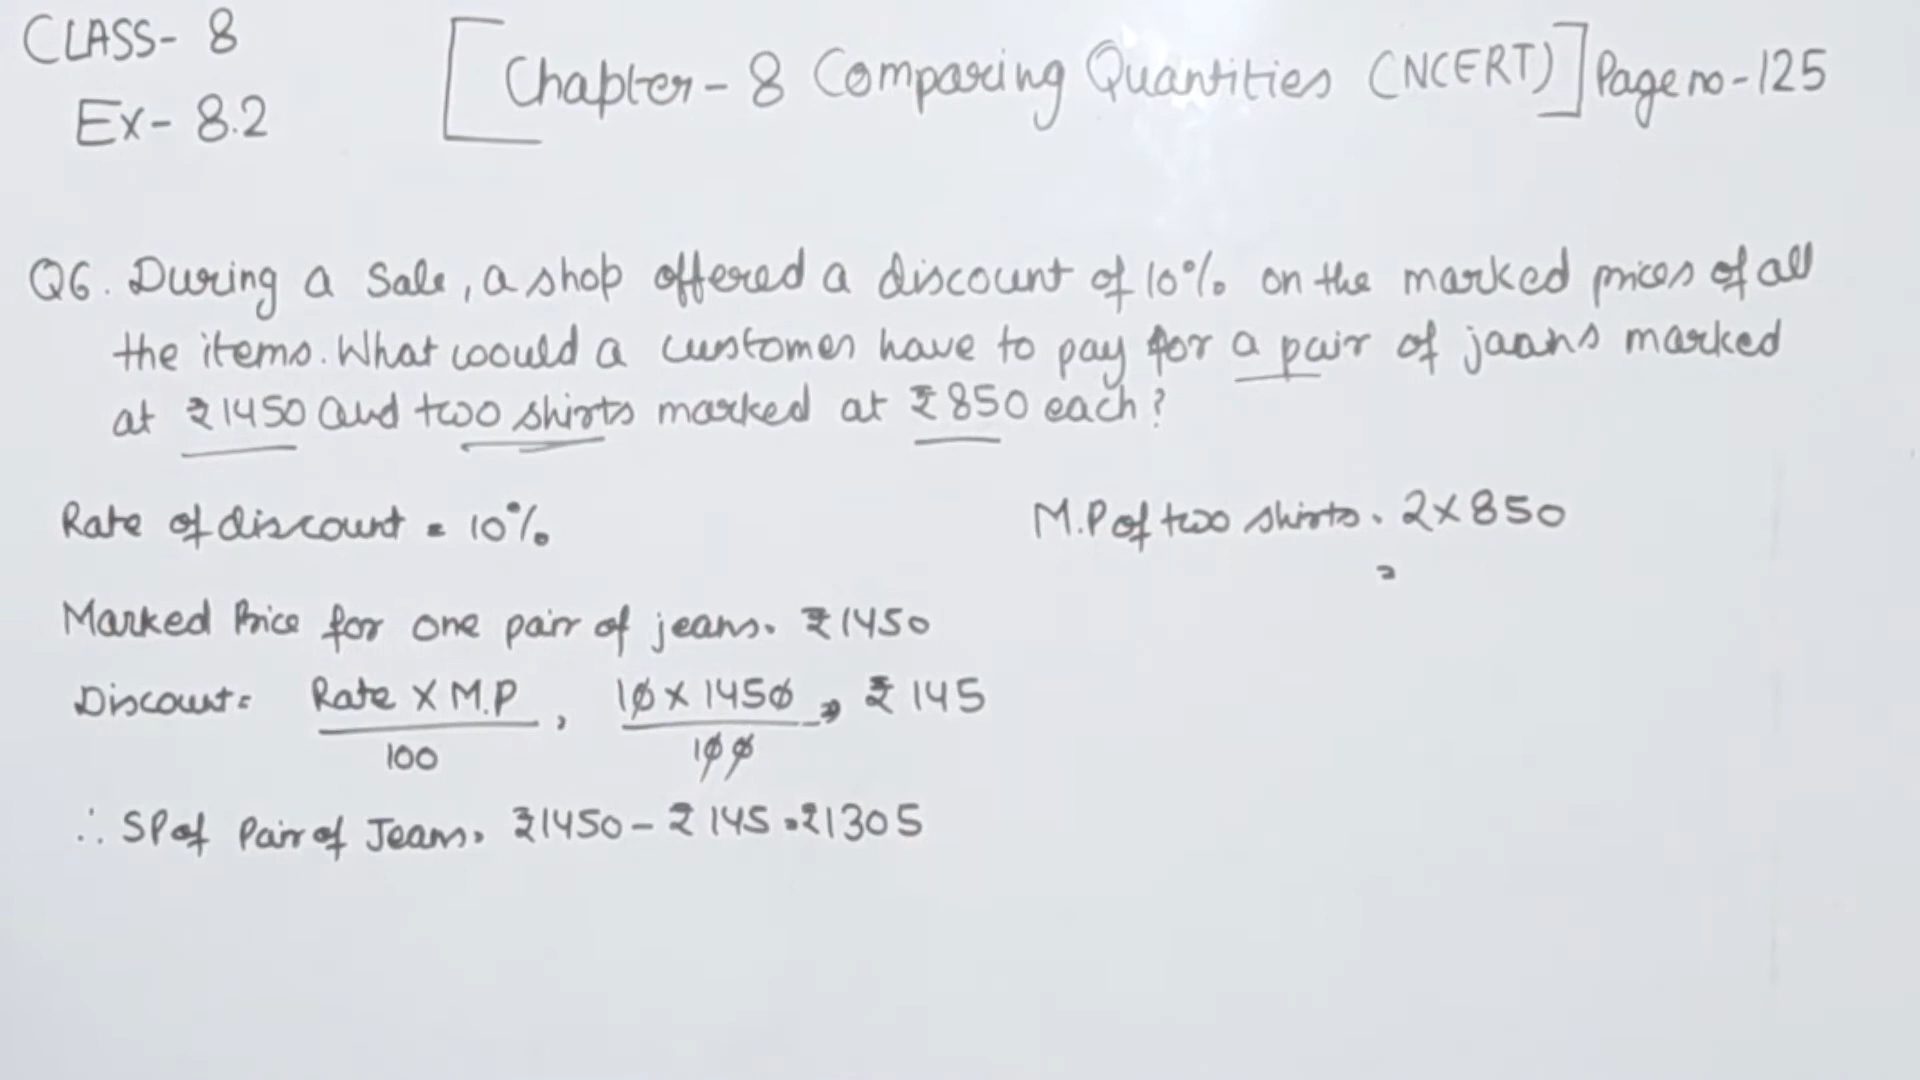 CLASS- 8
Ex- 8.2
[Chapter- 8 Comparing Quantities (NCERT)] Page no - 125
Q6. During a Sale, a shop offered a discount of 10% on the marked prices of all
the items. What would a customer have to pay for a pair of jeans marked
at ₹1450 and two shirts marked at ₹850 each?
Rate of discount = 10%
Marked Price for one pair of jeans = ₹1450
Discount = Rate X M.P / 100 = 10 x 1450 / 100 = ₹145
∴ SP of Pair of Jeans = ₹1450 - ₹145 = ₹1305
M.P of two shirts = 2 x 850
=